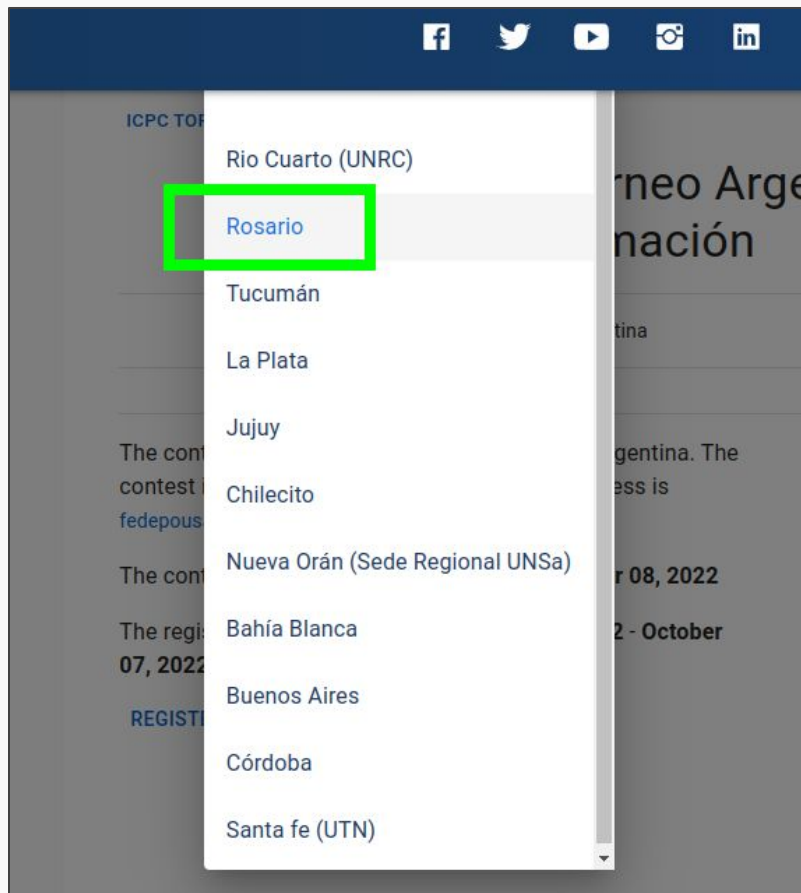 ICPC TO
Rio Cuarto (UNRC)
rneo Arge
Rosario
mación
Tucumán
tina
La Plata
Jujuy
The cont
gentina. The
contest i
Chilecito
ess is
fedepous
Nueva Orán (Sede Regional UNSa)
The cont
r 08, 2022
Bahía Blanca
The regis
2 - October
07, 2022
Buenos Aires
REGIST
Córdoba
Santa fe (UTN)